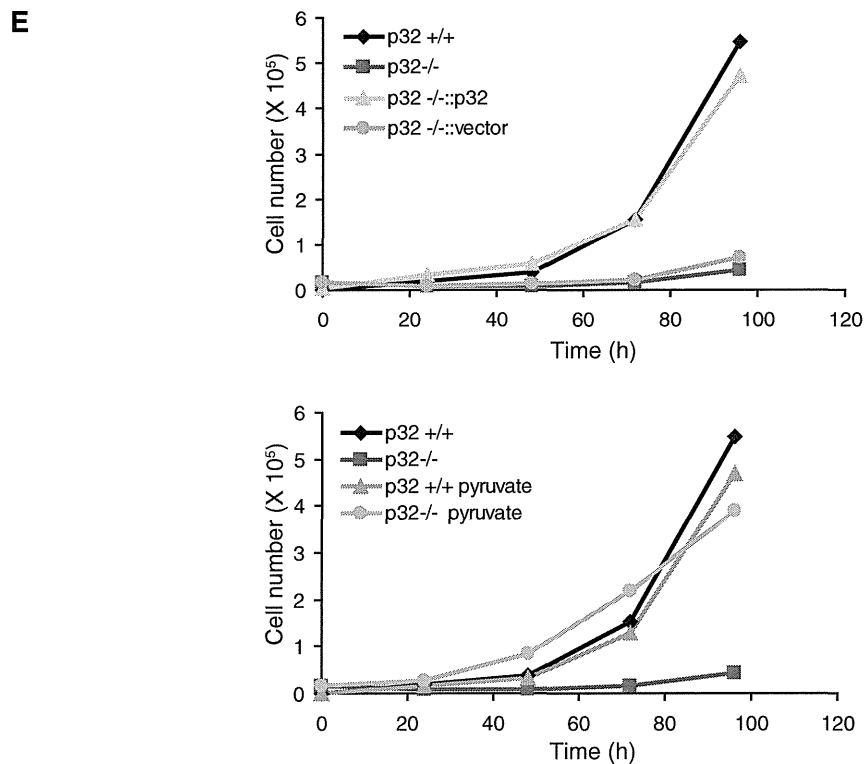 E
6
5
4
3
2
1
0
Cell number (X 10⁵)
p32 +/+
p32-/-
p32 -/-::p32
p32 -/-::vector
0 20 40 60 80 100 120
Time (h)
6
5
4
3
2
1
0
Cell number (X 10⁵)
p32 +/+
p32-/-
p32 +/+ pyruvate
p32-/- pyruvate
0 20 40 60 80 100 120
Time (h)